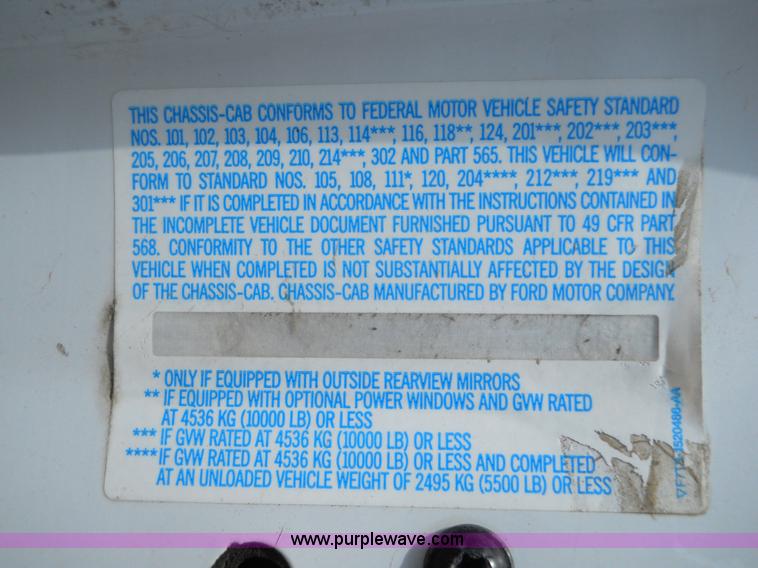 THIS CHASSIS-CAB CONFORMS TO FEDERAL MOTOR VEHICLE SAFETY STANDARD
NOS. 101, 102, 103, 104, 106, 113, 114***, 116, 118**, 124, 201***, 202***, 203***,
205, 206, 207, 208, 209, 210, 214***, 302 AND PART 565. THIS VEHICLE WILL CON-
FORM TO STANDARD NOS. 105, 108, 111*, 120, 204****, 212***, 219*** AND
301*** IF IT IS COMPLETED IN ACCORDANCE WITH THE INSTRUCTIONS CONTAINED IN
THE INCOMPLETE VEHICLE DOCUMENT FURNISHED PURSUANT TO 49 CFR PART
568. CONFORMITY TO THE OTHER SAFETY STANDARDS APPLICABLE TO THIS
VEHICLE WHEN COMPLETED IS NOT SUBSTANTIALLY AFFECTED BY THE DESIGN
OF THE CHASSIS-CAB. CHASSIS-CAB MANUFACTURED BY FORD MOTOR COMPANY.
* ONLY IF EQUIPPED WITH OUTSIDE REARVIEW MIRRORS
** IF EQUIPPED WITH OPTIONAL POWER WINDOWS AND GVW RATED
AT 4536 KG (10000 LB) OR LESS
*** IF GVW RATED AT 4536 KG (10000 LB) OR LESS
**** IF GVW RATED AT 4536 KG (10000 LB) OR LESS AND COMPLETED
AT AN UNLOADED VEHICLE WEIGHT OF 2495 KG (5500 LB) OR LESS
www.purplewave.com